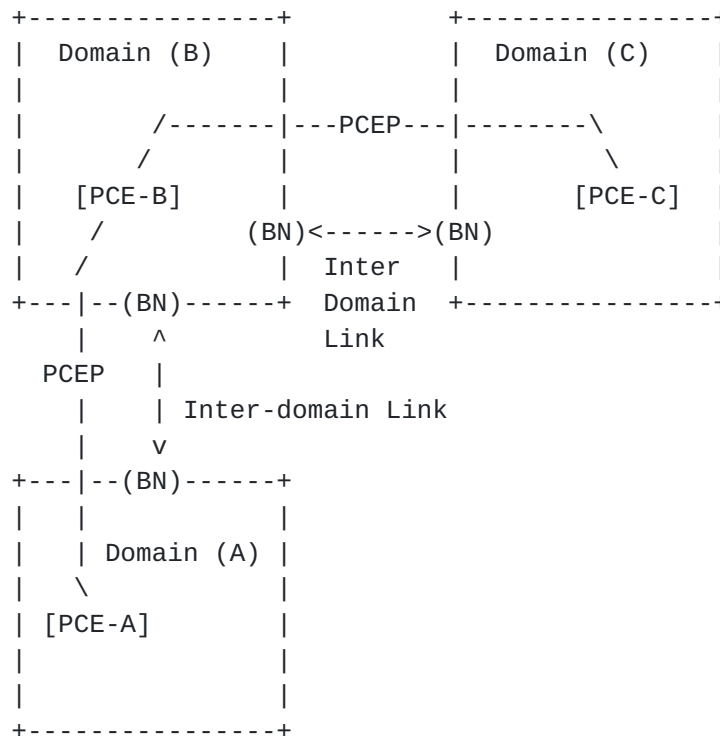 +----------------+          +----------------+
|  Domain (B)    |          |  Domain (C)    |
|                |          |                |
|        /-------|---PCEP---|--------\       |
|       /        |          |         \      |
|   [PCE-B]      |          |       [PCE-C]  |
|    /         (BN)<------>(BN)              |
|   /            |  Inter   |                |
+---|--(BN)------+  Domain  +----------------+
    |    ^          Link
  PCEP   |
    |    | Inter-domain Link
    |    v
+---|--(BN)------+
|   |            |
|   | Domain (A) |
|   \            |
| [PCE-A]        |
|                |
|                |
+----------------+